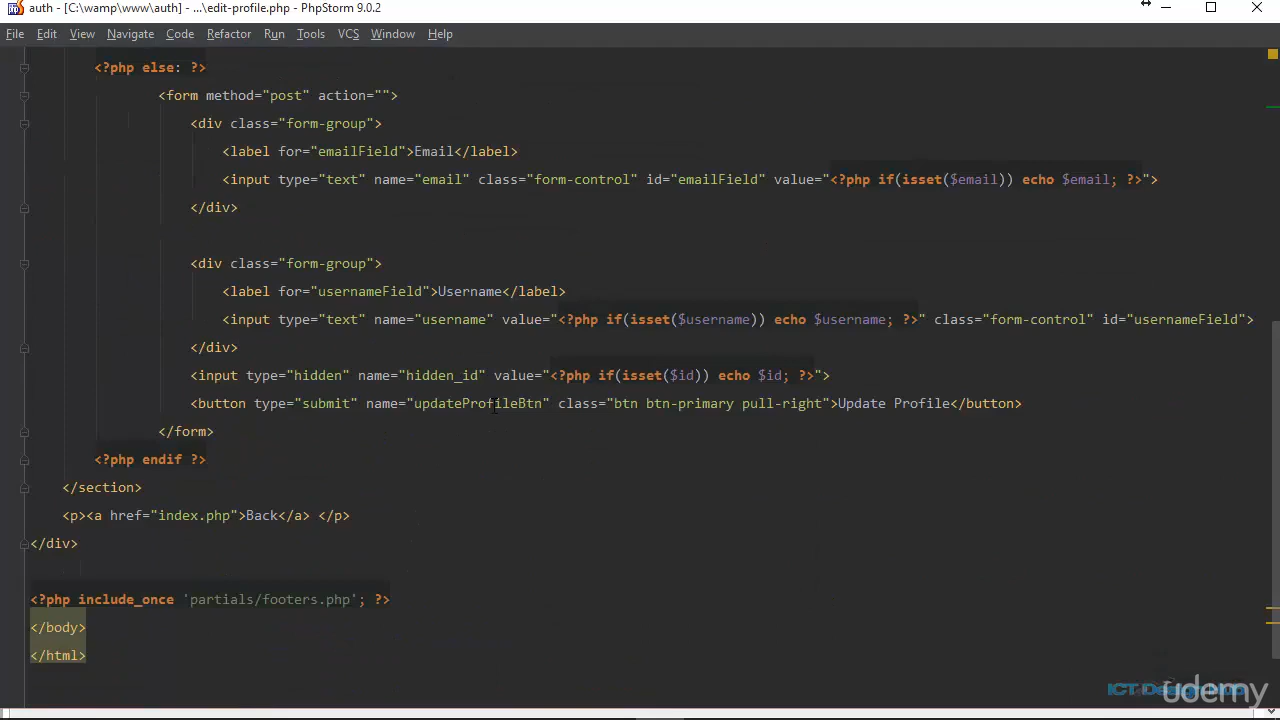 auth - [C:\wamp\www\auth] - ...\edit-profile.php - PhpStorm 9.0.2
File Edit View Navigate Code Refactor Run Tools VCS Window Help
<?php else: ?>
<form method="post" action="">
<div class="form-group">
<label for="emailField">Email</label>
<input type="text" name="email" class="form-control" id="emailField" value="<?php if(isset($email)) echo $email; ?>">
</div>
<div class="form-group">
<label for="usernameField">Username</label>
<input type="text" name="username" value="<?php if(isset($username)) echo $username; ?>" class="form-control" id="usernameField">
</div>
<input type="hidden" name="hidden_id" value="<?php if(isset($id)) echo $id; ?>">
<button type="submit" name="updateProfileBtn" class="btn btn-primary pull-right">Update Profile</button>
</form>
<?php endif ?>
</section>
<p><a href="index.php">Back</a> </p>
</div>
<?php include_once 'partials/footers.php'; ?>
</body>
</html>
ICT Design Hub
udemy